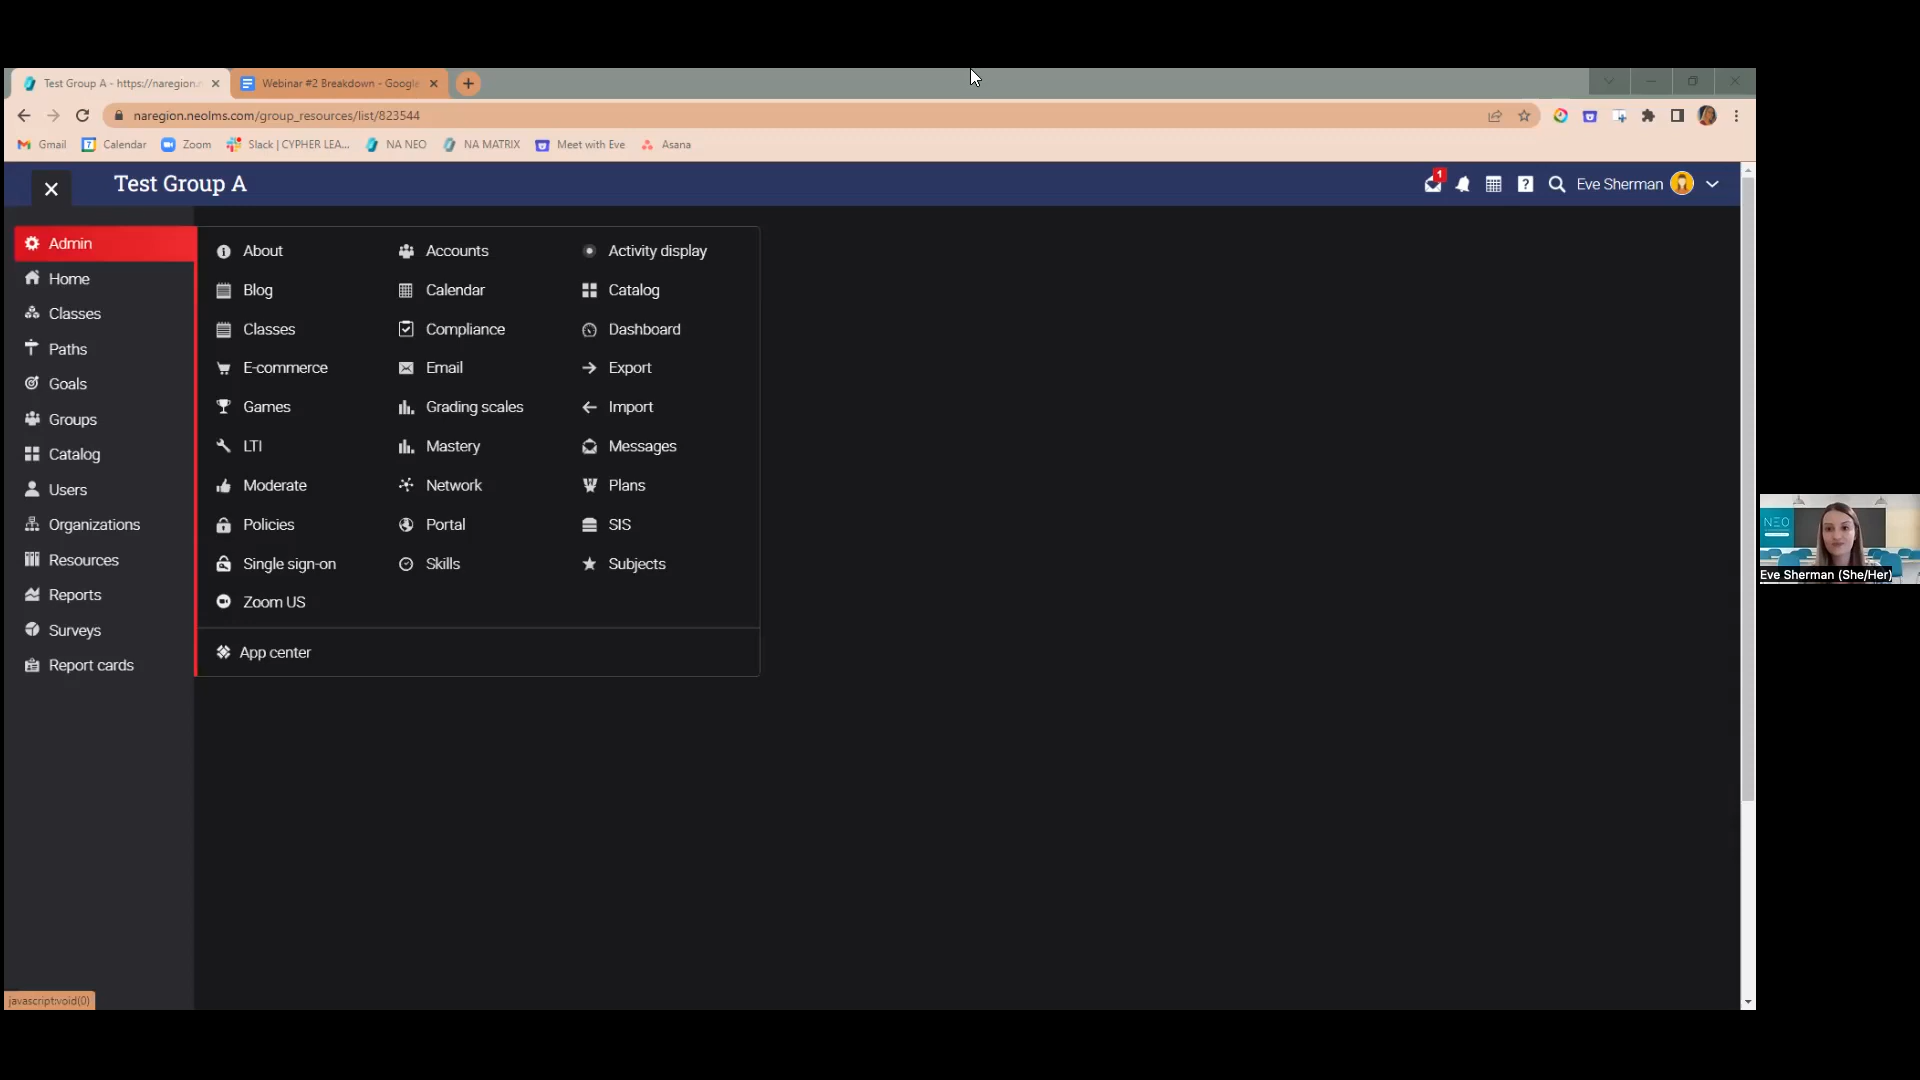 Test Group A - https://naregion.
Webinar #2 Breakdown - Google
naregion.neolms.com/group_resources/list/823544
Gmail
7 Calendar
Zoom
Slack | CYPHER LEA...
NA NEO
NA MATRIX
Meet with Eve
Asana
Test Group A
1
Eve Sherman
Admin
Home
Classes
Paths
Goals
Groups
Catalog
Users
Organizations
Resources
Reports
Surveys
Report cards
About Accounts Activity display
Blog Calendar Catalog
Classes Compliance Dashboard
E-commerce Email Export
Games Grading scales Import
LTI Mastery Messages
Moderate Network Plans
Policies Portal SIS
Single sign-on Skills Subjects
Zoom US
App center
NEO
Eve Sherman (She/Her)
javascript:void(0)